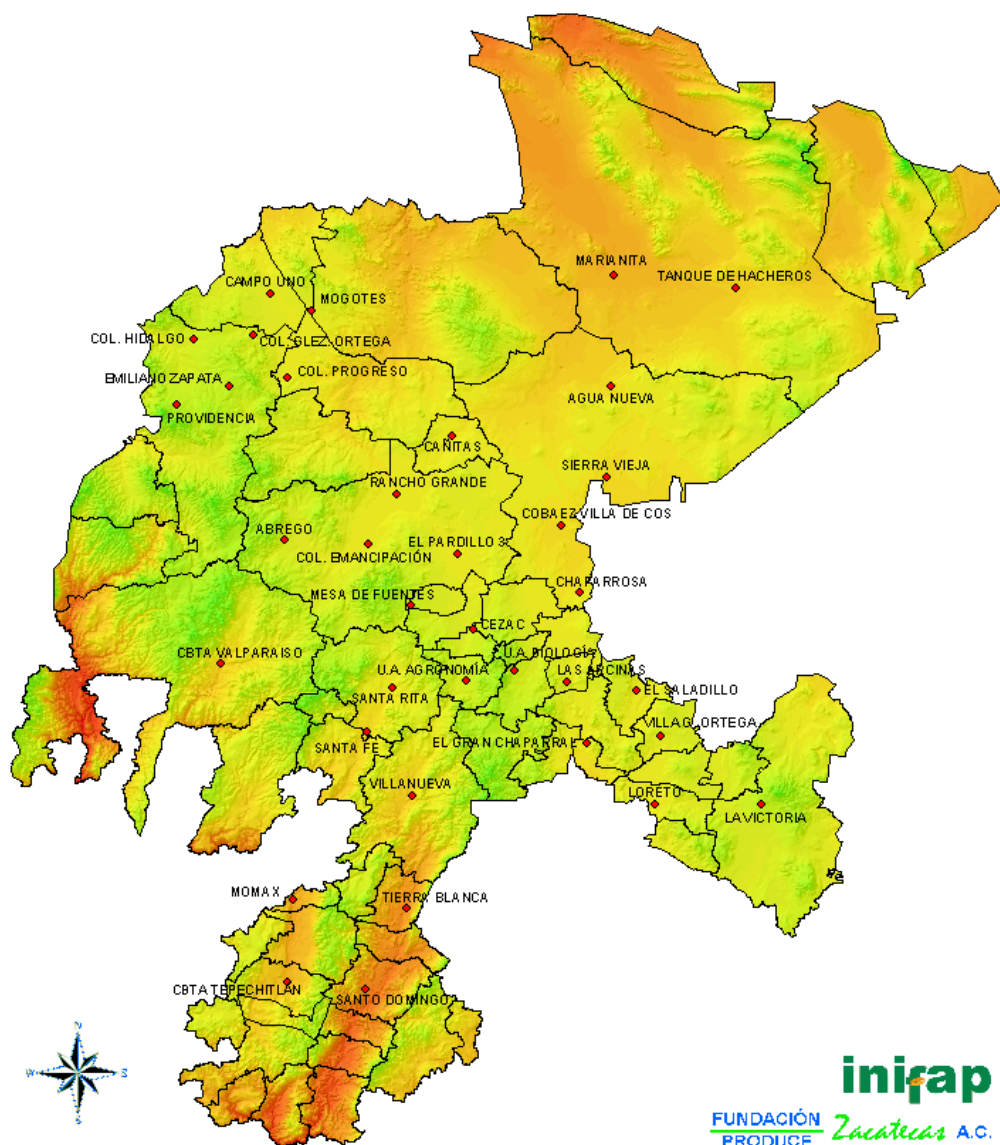 MARIANITA
TANQUE DE HACHEROS
CAMPO UNO
MOGOTES
COL. HIDALGO
COL. GLEZ. ORTEGA
COL. PROGRESO
EMILIANO ZAPATA
AGUA NUEVA
PROVIDENCIA
CAÑITAS
SIERRA VIEJA
RANCHO GRANDE
COBAEZ VILLA DE COS
ABREGO
EL PARDILLO 3
COL. EMANCIPACIÓN
CHAPARROSA
MESA DE FUENTES
CEZAC
U.A. BIOLOGÍA
CBTA VALPARAISO
U.A. AGRONOMÍA
LAS ARCINAS
SANTA RITA
EL SALADILLO
VILLA G. ORTEGA
SANTA FE
EL GRAN CHAPARRAL
VILLANUEVA
LORETO
LA VICTORIA
MOMAX
TIERRA BLANCA
CBTA TEPECHITLÁN
SANTO DOMINGO
N
W E
S
inifap
FUNDACIÓN
PRODUCE Zacatecas A.C.